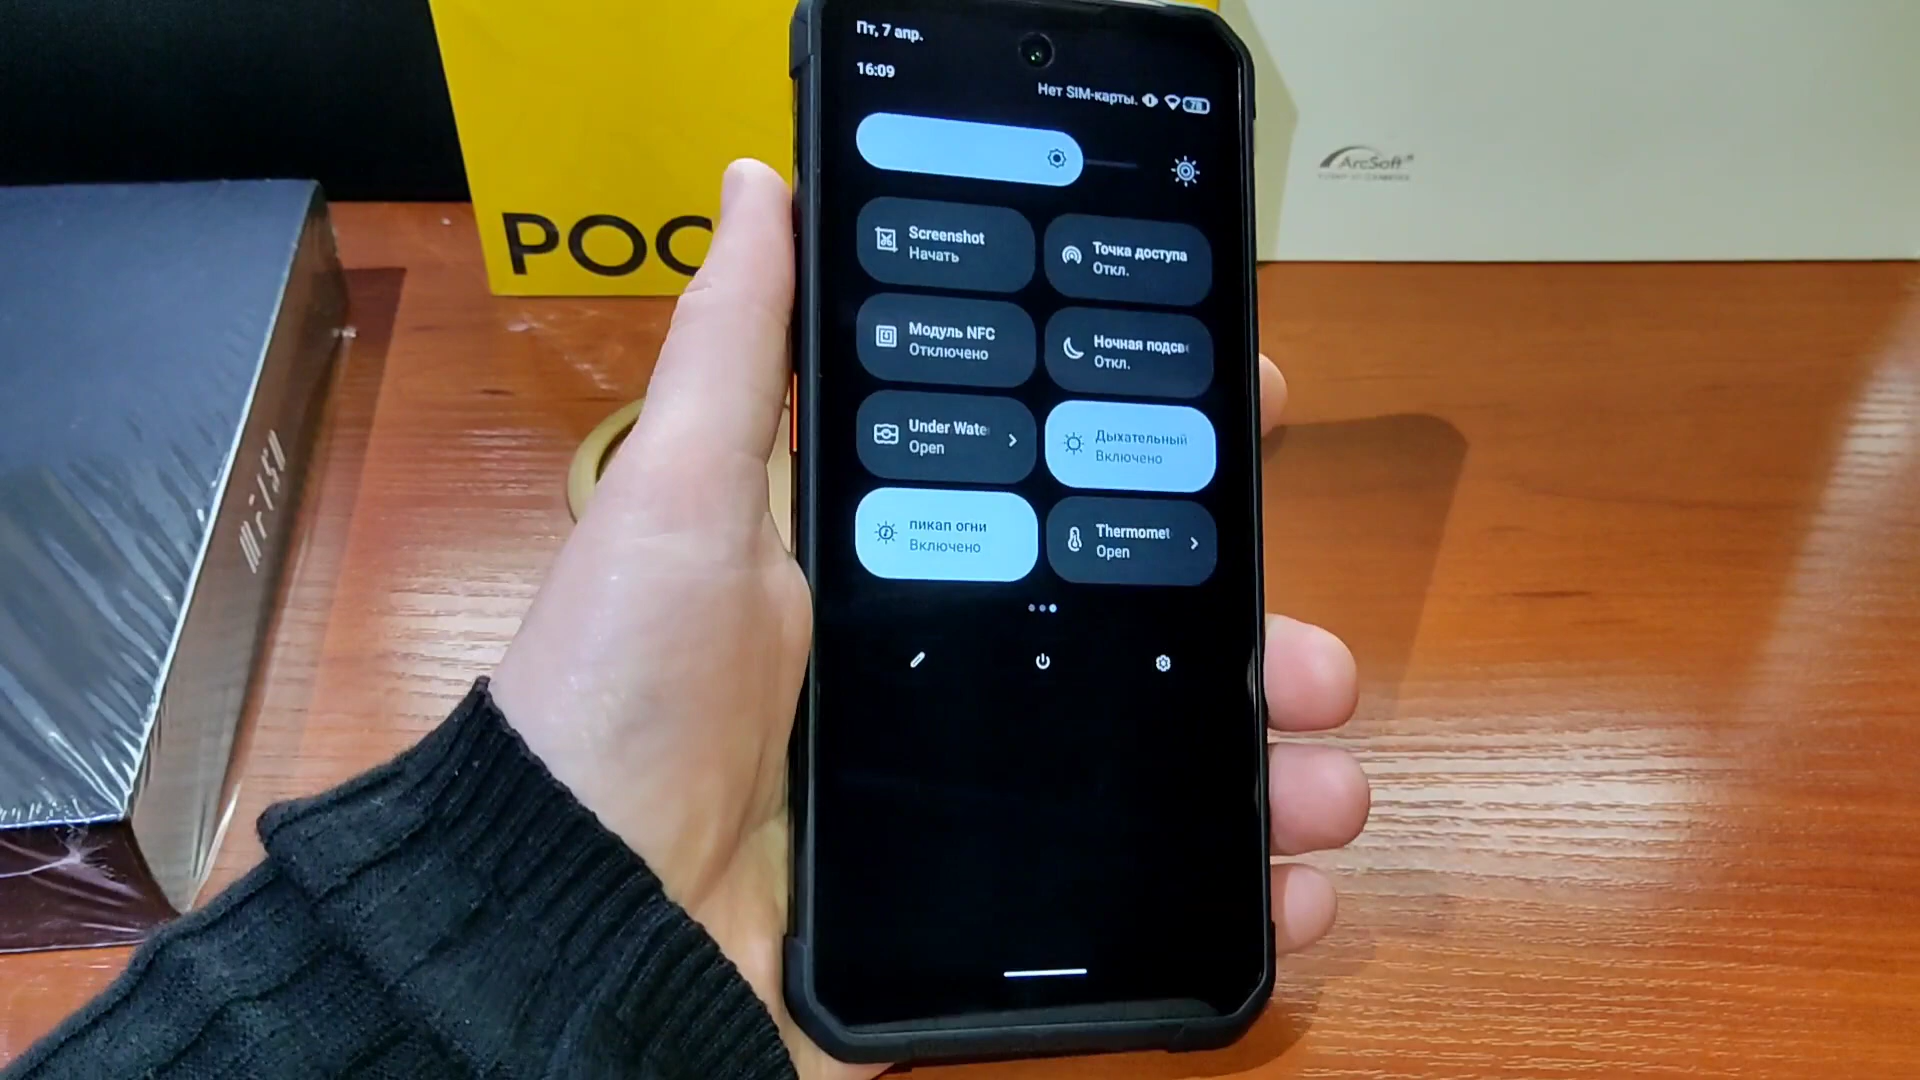 Пт, 7 апр.
16:09
Нет SIM-карты.
78
Screenshot
Начать
Точка доступа
Откл.
Модуль NFC
Отключено
Ночная подсв
Откл.
Under Wate
Open
Дыхательный
Включено
пикап огни
Включено
Thermomet
Open
POC
ArcSoft